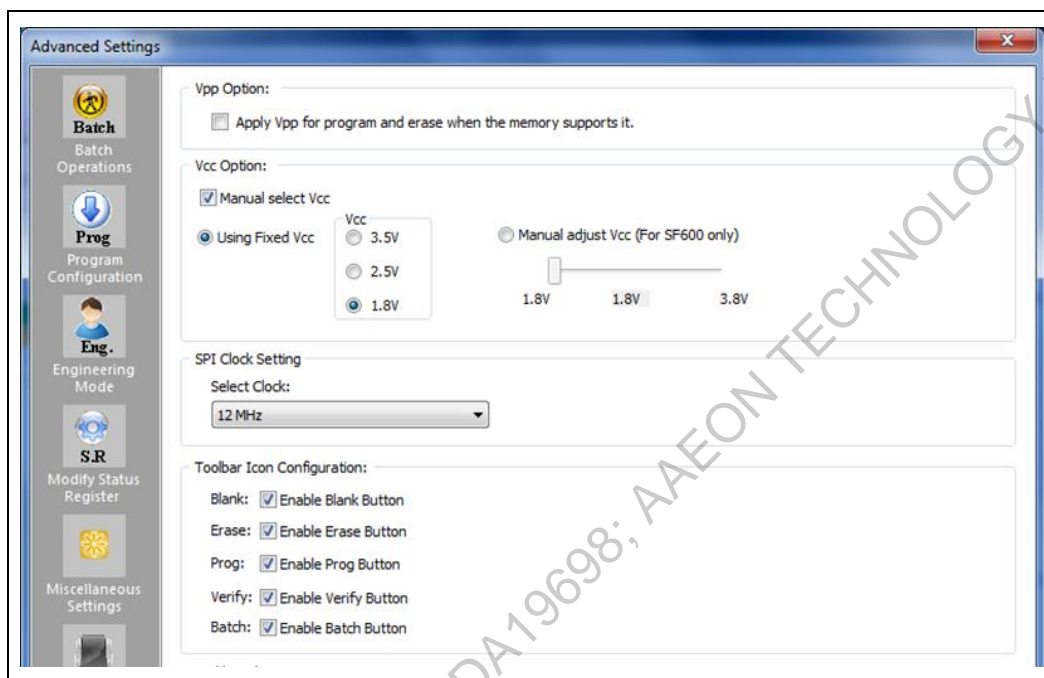 Advanced Settings
Batch
Batch
Operations
Prog
Program
Configuration
Eng.
Engineering
Mode
S.R
Modify Status
Register
Miscellaneous
Settings
Vpp Option:
Apply Vpp for program and erase when the memory supports it.
Vcc Option:
Manual select Vcc
Using Fixed Vcc
Vcc
3.5V
2.5V
1.8V
Manual adjust Vcc (For SF600 only)
1.8V 1.8V 3.8V
SPI Clock Setting
Select Clock:
12 MHz
Toolbar Icon Configuration:
Blank: Enable Blank Button
Erase: Enable Erase Button
Prog: Enable Prog Button
Verify: Enable Verify Button
Batch: Enable Batch Button
DA19698; AAEON TECHNOLOGY